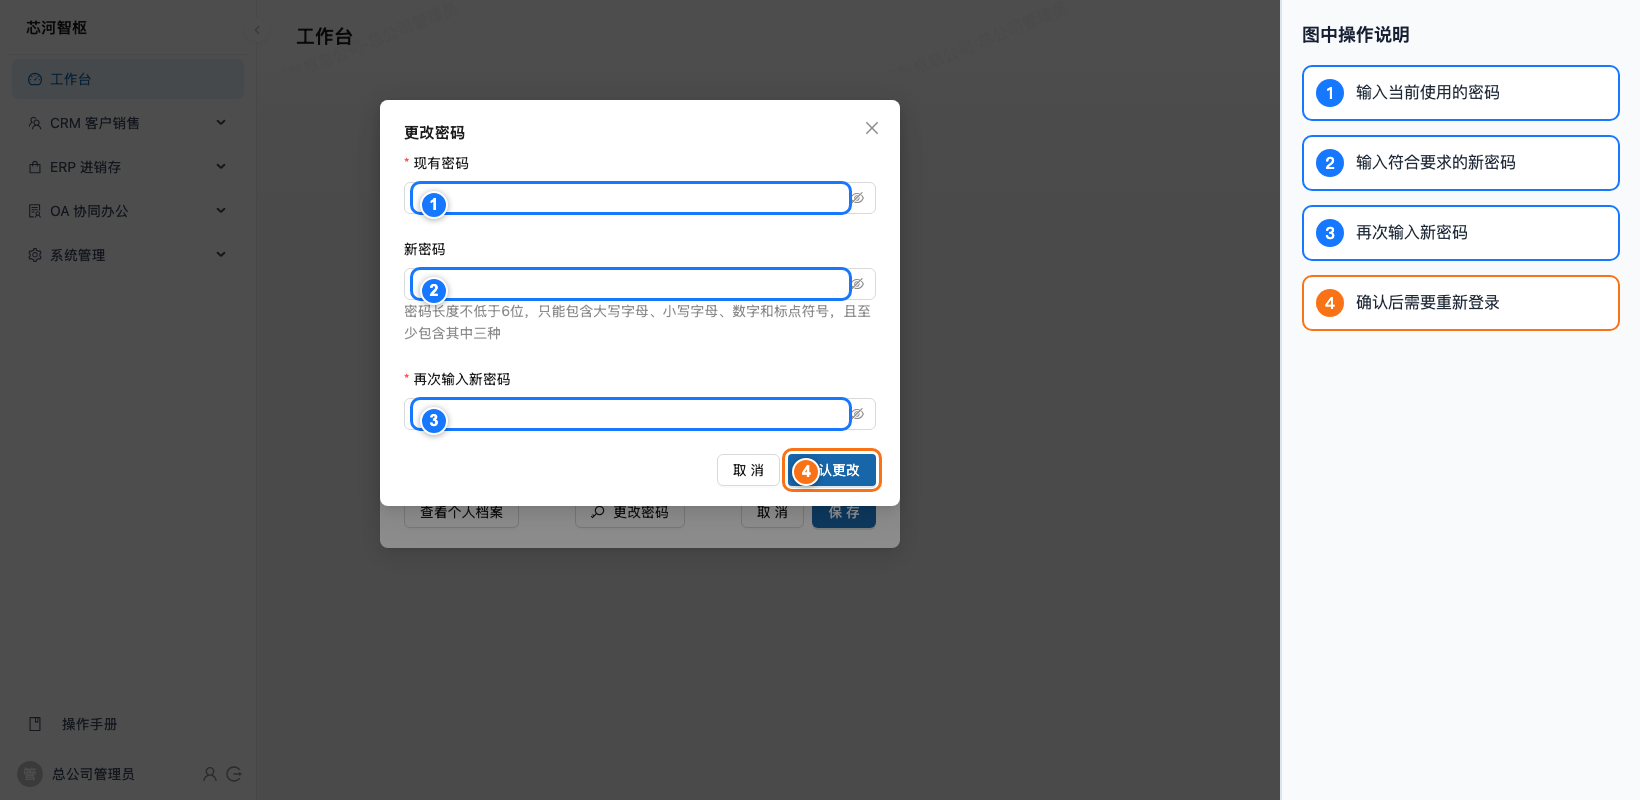 芯河智枢
工作台
CRM 客户销售
ERP 进销存
OA 协同办公
系统管理
操作手册
管
总公司管理员
工作台
更改密码
* 现有密码
1
新密码
2
密码长度不低于6位，只能包含大写字母、小写字母、数字和标点符号，且至
少包含其中三种
* 再次输入新密码
3
取 消
4
认更改
查看个人档案
更改密码
取 消
保 存
图中操作说明
1 输入当前使用的密码
2 输入符合要求的新密码
3 再次输入新密码
4 确认后需要重新登录